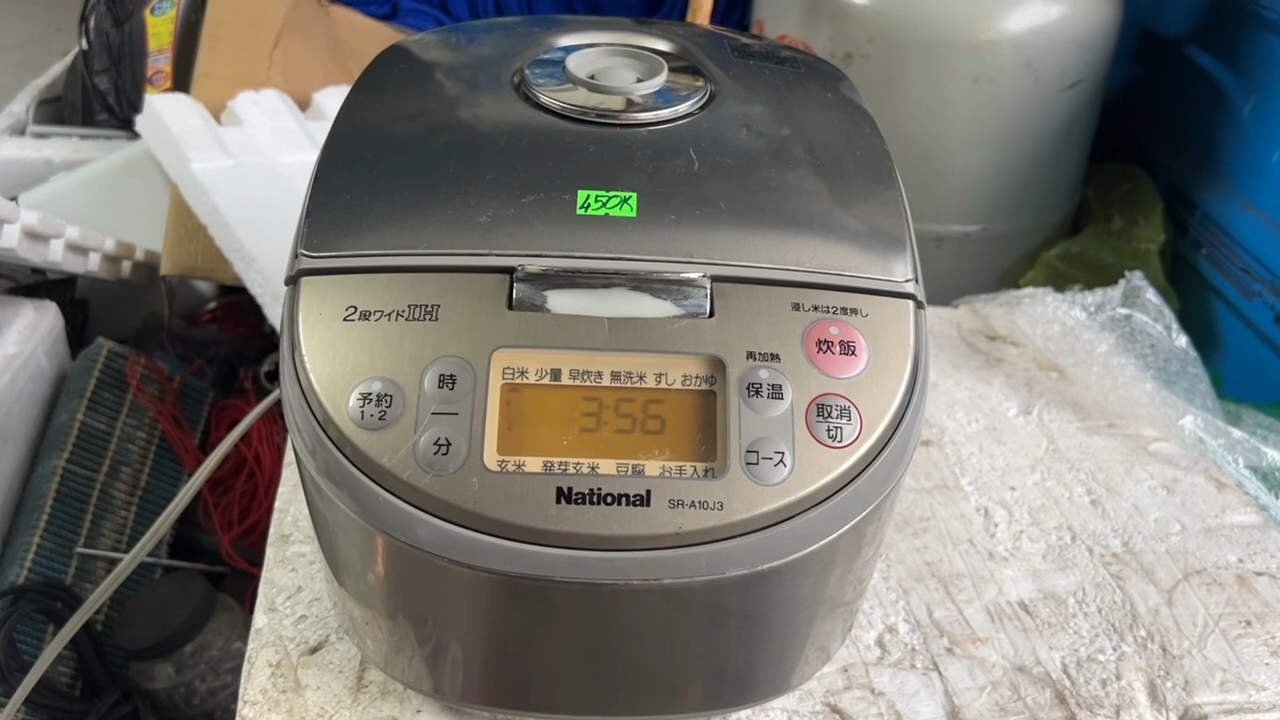 450K
2段ワイドIH
浸し米は2度押し
炊飯
再加熱
保温
予約
1・2
時
分
白米 少量 早炊き 無洗米 すし おかゆ
3:56
玄米 発芽玄米 豆腐 お手入れ
取消
切
コース
National SR-A10J3